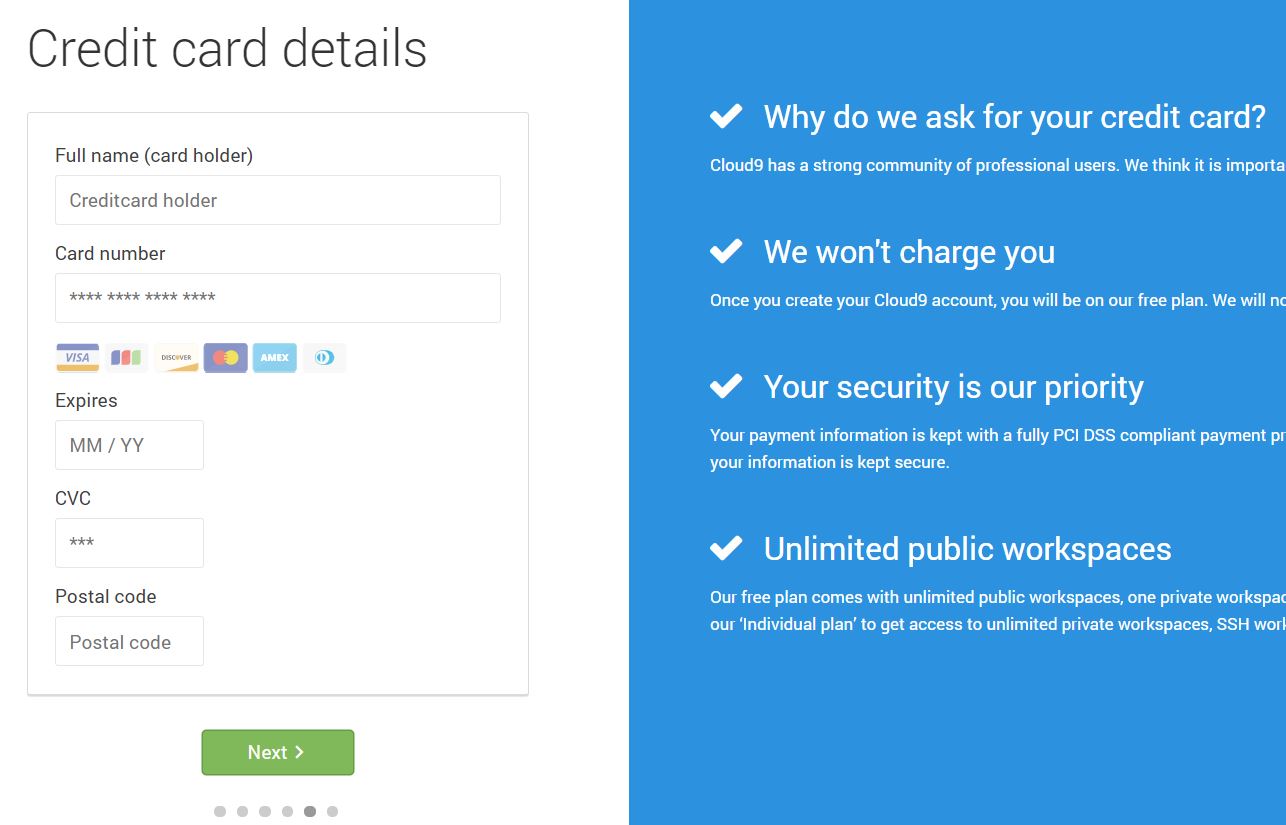 Credit card details
Full name (card holder)
Creditcard holder
Card number
**** **** **** ****
VISA
DISCOVER
AMEX
Expires
MM / YY
CVC
***
Postal code
Postal code
Next
Why do we ask for your credit card?
Cloud9 has a strong community of professional users. We think it is
We won't charge you
Once you create your Cloud9 account, you will be on our free plan. We will
Your security is our priority
Your payment information is kept with a fully PCI DSS compliant payment
your information is kept secure.
Unlimited public workspaces
Our free plan comes with unlimited public workspaces, one private
our ‘Individual plan’ to get access to unlimited private workspaces, SSH